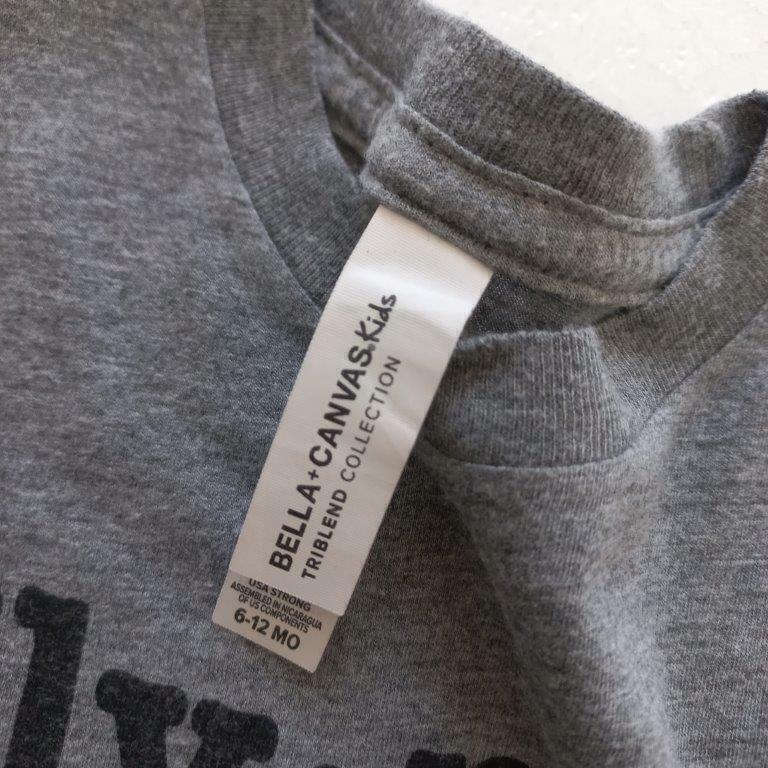 BELLA+CANVAS.Kids
TRIBLEND COLLECTION
USA STRONG
ASSEMBLED IN NICARAGUA
OF US COMPONENTS
6-12 MO